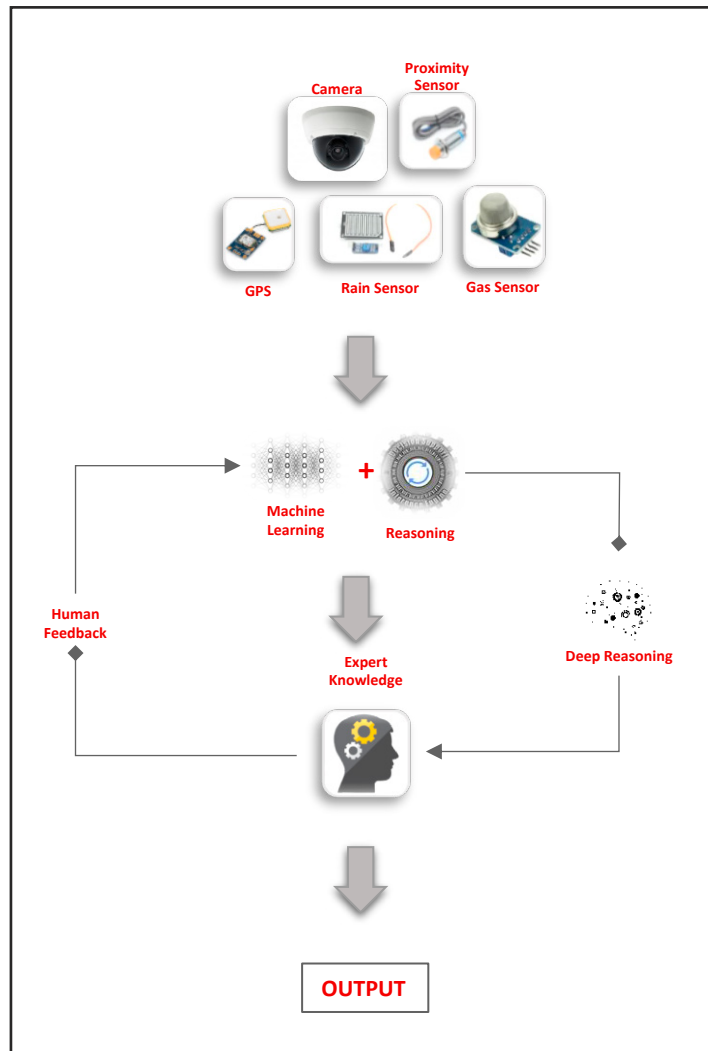 Proximity
Sensor
Camera
GPS
Rain Sensor
Gas Sensor
+
Machine
Learning
Reasoning
Human
Feedback
Deep Reasoning
Expert
Knowledge
OUTPUT